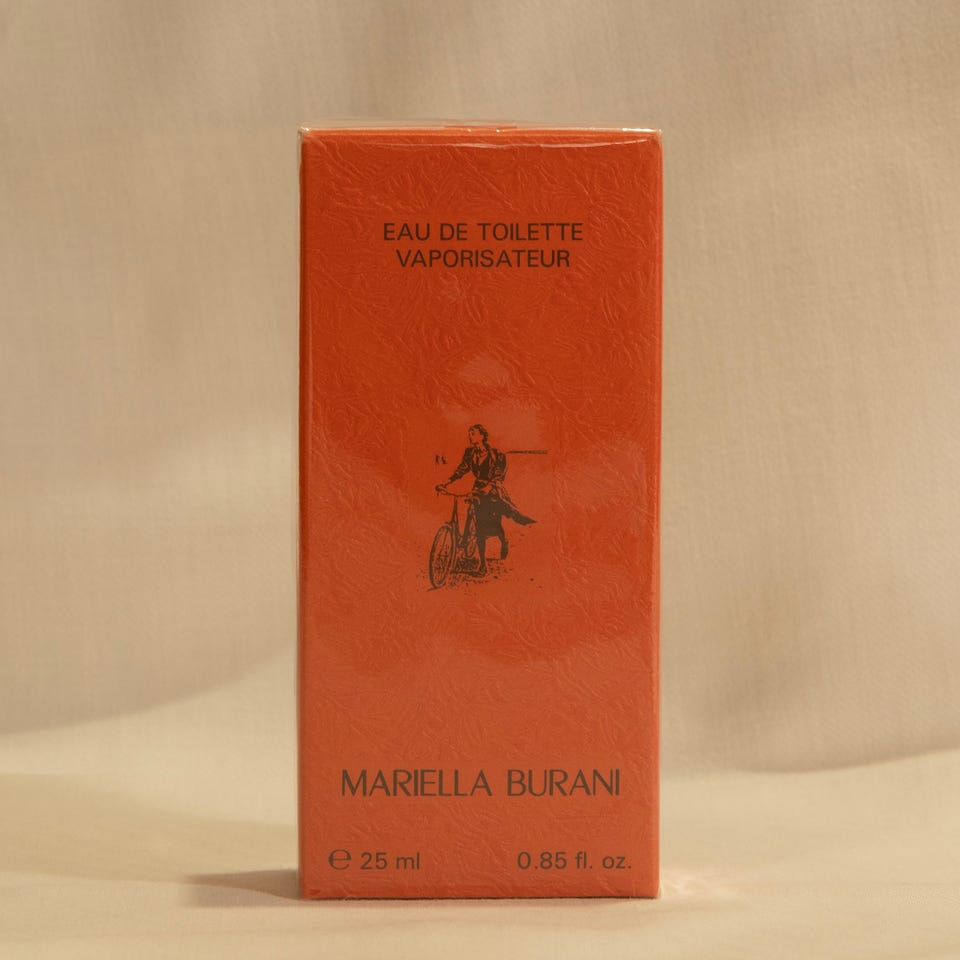 EAU DE TOILETTE
VAPORISATEUR
MARIELLA BURANI
℮ 25 ml 0.85 fl. oz.